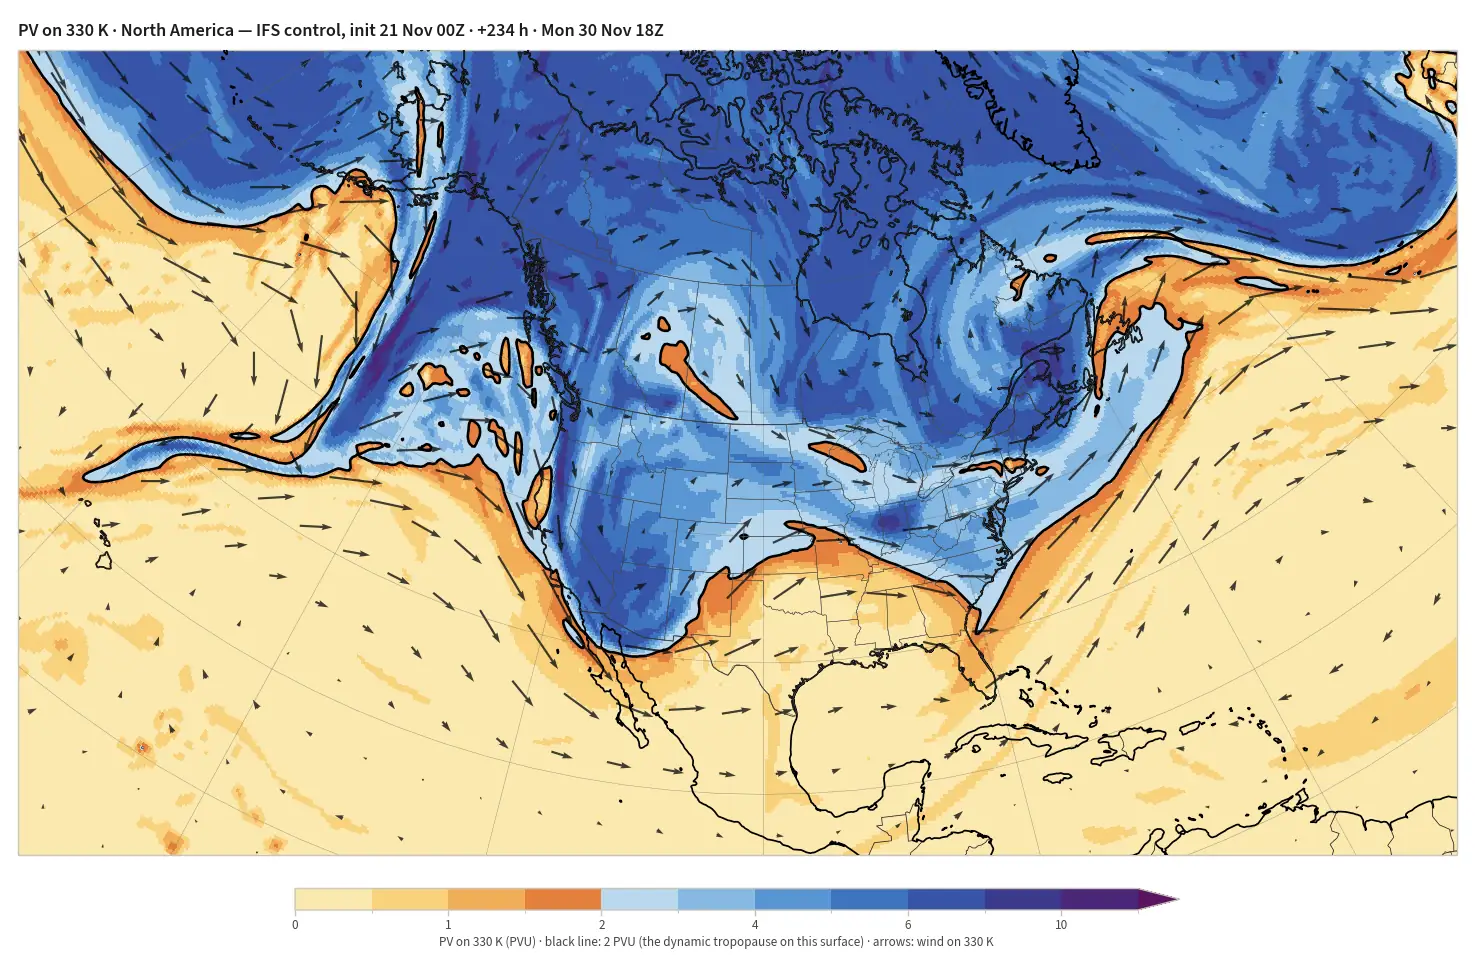 PV on 330 K · North America — IFS control, init 21 Nov 00Z · +234 h · Mon 30 Nov 18Z
0 1 2 4 6 10
PV on 330 K (PVU) · black line: 2 PVU (the dynamic tropopause on this surface) · arrows: wind on 330 K